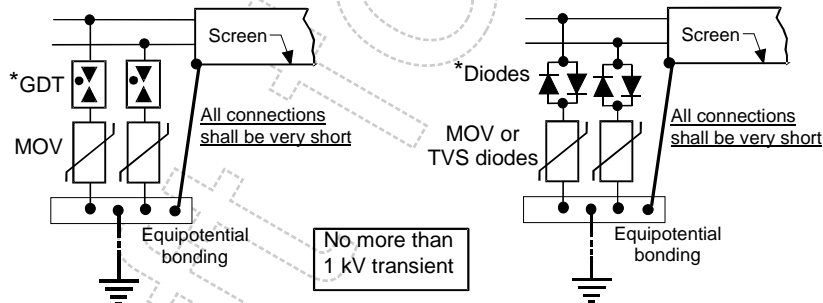 Screen
*GDT
MOV
All connections
shall be very short
Equipotential
bonding
No more than
1 kV transient
Screen
*Diodes
MOV or
TVS diodes
All connections
shall be very short
Equipotential
bonding